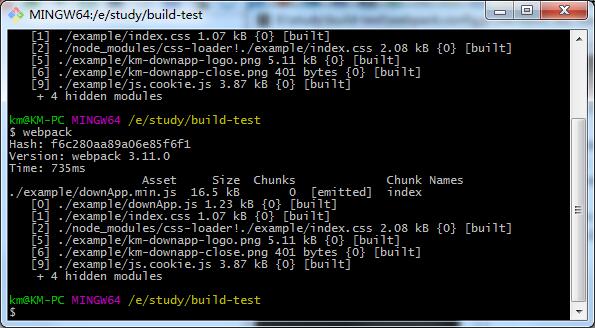 MINGW64:/e/study/build-test
[1] ./example/index.css 1.07 kB {0} [built]
[2] ./node_modules/css-loader!./example/index.css 2.08 kB {0} [built]
[5] ./example/km-downapp-logo.png 5.11 kB {0} [built]
[6] ./example/km-downapp-close.png 401 bytes {0} [built]
[9] ./example/js.cookie.js 3.87 kB {0} [built]
+ 4 hidden modules
km@KM-PC MINGW64 /e/study/build-test
$ webpack
Hash: f6c280aa89a06e85f6f1
Version: webpack 3.11.0
Time: 735ms
Asset Size Chunks Chunk Names
./example/downApp.min.js 16.5 kB 0 [emitted] index
[0] ./example/downApp.js 1.23 kB {0} [built]
[1] ./example/index.css 1.07 kB {0} [built]
[2] ./node_modules/css-loader!./example/index.css 2.08 kB {0} [built]
[5] ./example/km-downapp-logo.png 5.11 kB {0} [built]
[6] ./example/km-downapp-close.png 401 bytes {0} [built]
[9] ./example/js.cookie.js 3.87 kB {0} [built]
+ 4 hidden modules
km@KM-PC MINGW64 /e/study/build-test
$